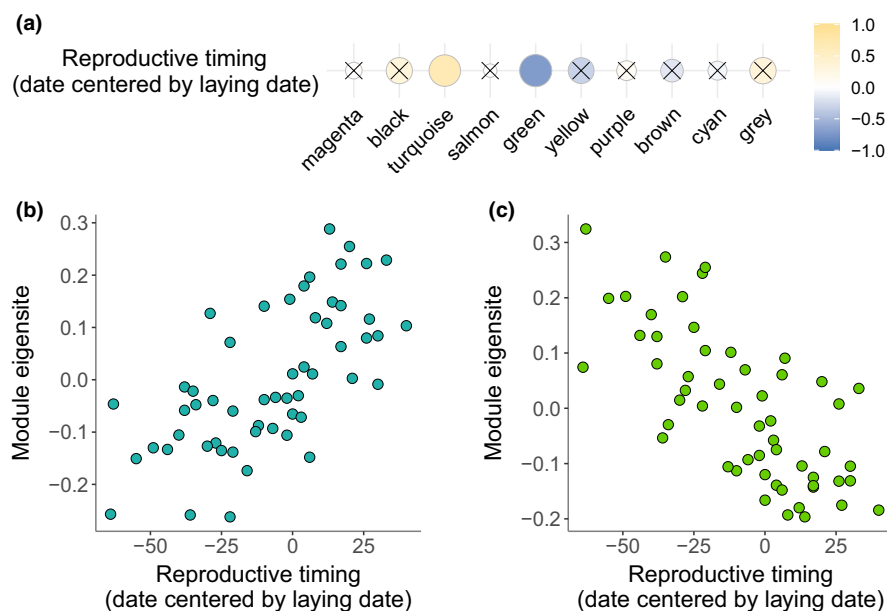 (a)
Reproductive timing
(date centered by laying date)
magenta
black
turquoise
salmon
green
yellow
purple
brown
cyan
grey
1.0
0.5
0.0
−0.5
−1.0
(b)
Module eigensite
0.3
0.2
0.1
0.0
−0.1
−0.2
−50
−25
0
25
Reproductive timing
(date centered by laying date)
(c)
Module eigensite
0.3
0.2
0.1
0.0
−0.1
−0.2
−50
−25
0
25
Reproductive timing
(date centered by laying date)